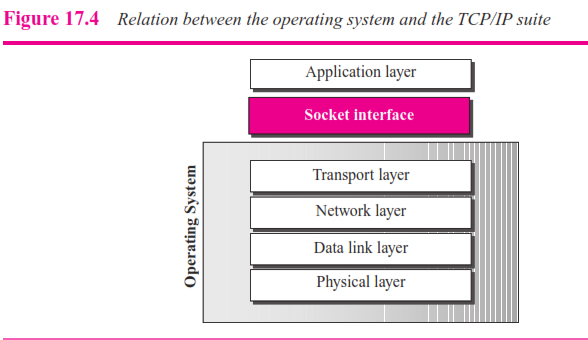 Figure 17.4 Relation between the operating system and the TCP/IP suite
Application layer
Socket interface
Operating System
Transport layer
Network layer
Data link layer
Physical layer